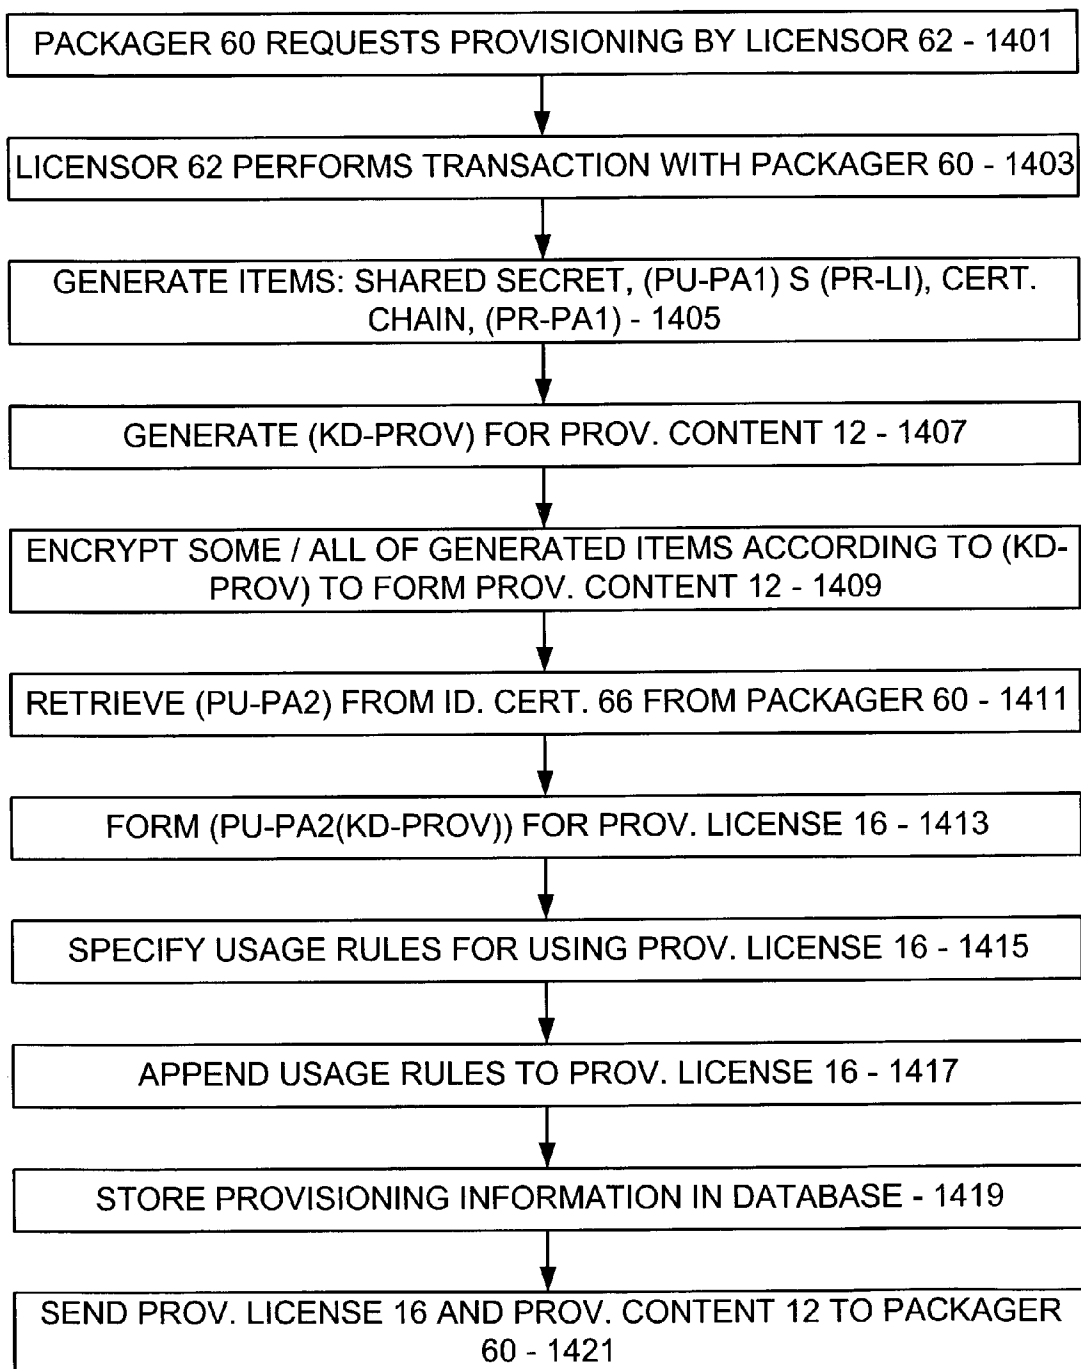 PACKAGER 60 REQUESTS PROVISIONING BY LICENSOR 62 - 1401
LICENSOR 62 PERFORMS TRANSACTION WITH PACKAGER 60 - 1403
GENERATE ITEMS: SHARED SECRET, (PU-PA1) S (PR-LI), CERT.
CHAIN, (PR-PA1) - 1405
GENERATE (KD-PROV) FOR PROV. CONTENT 12 - 1407
ENCRYPT SOME / ALL OF GENERATED ITEMS ACCORDING TO (KD-
PROV) TO FORM PROV. CONTENT 12 - 1409
RETRIEVE (PU-PA2) FROM ID. CERT. 66 FROM PACKAGER 60 - 1411
FORM (PU-PA2(KD-PROV)) FOR PROV. LICENSE 16 - 1413
SPECIFY USAGE RULES FOR USING PROV. LICENSE 16 - 1415
APPEND USAGE RULES TO PROV. LICENSE 16 - 1417
STORE PROVISIONING INFORMATION IN DATABASE - 1419
SEND PROV. LICENSE 16 AND PROV. CONTENT 12 TO PACKAGER
60 - 1421